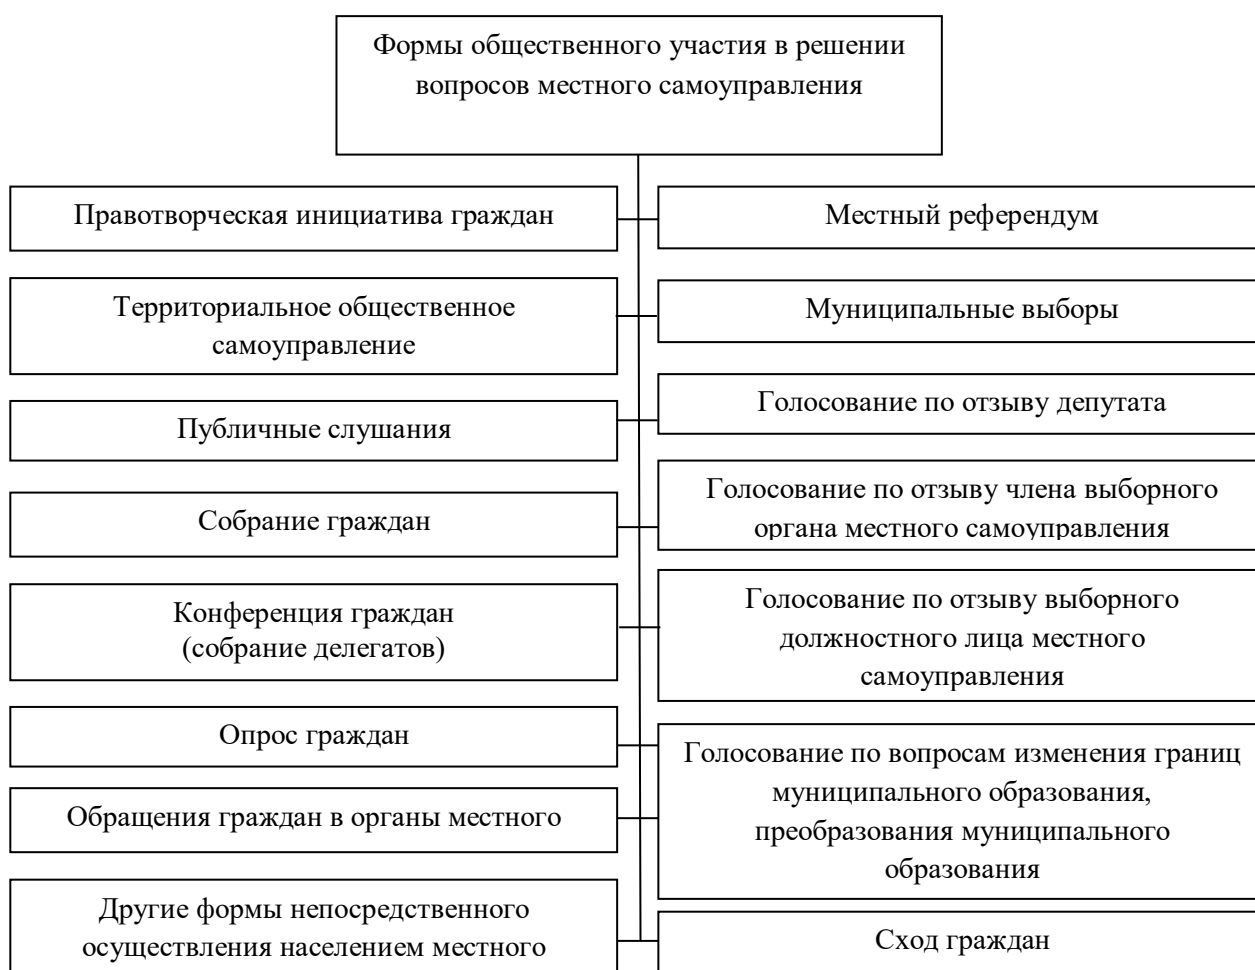 Формы общественного участия в решении
вопросов местного самоуправления
Правотворческая инициатива граждан
Местный референдум
Территориальное общественное
самоуправление
Муниципальные выборы
Публичные слушания
Голосование по отзыву депутата
Собрание граждан
Голосование по отзыву члена выборного
органа местного самоуправления
Конференция граждан
(собрание делегатов)
Голосование по отзыву выборного
должностного лица местного
самоуправления
Опрос граждан
Голосование по вопросам изменения границ
муниципального образования,
преобразования муниципального
образования
Обращения граждан в органы местного
Другие формы непосредственного
осуществления населением местного
Сход граждан